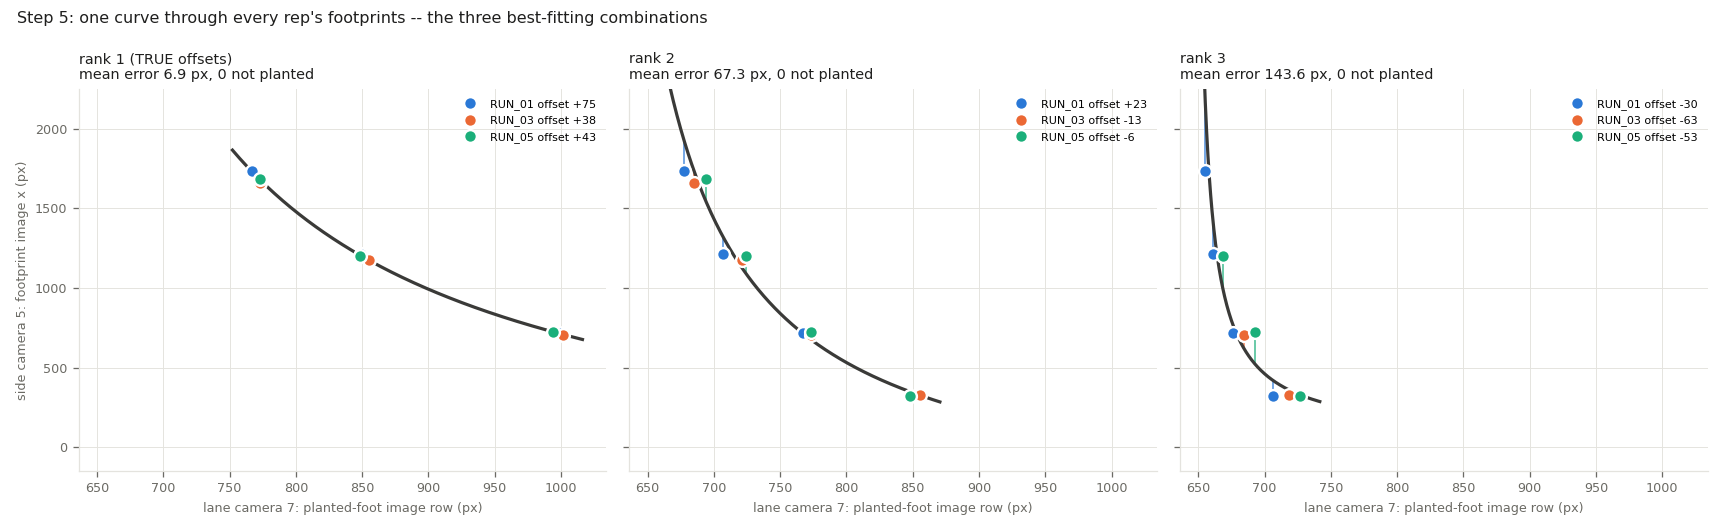 Step 5: one curve through every rep's footprints -- the three best-fitting combinations
rank 1 (TRUE offsets)
mean error 6.9 px, 0 not planted
RUN_01 offset +75
RUN_03 offset +38
RUN_05 offset +43
side camera 5: footprint image x (px)
2000
1500
1000
500
0
650 700 750 800 850 900 950 1000
lane camera 7: planted-foot image row (px)
rank 2
mean error 67.3 px, 0 not planted
RUN_01 offset +23
RUN_03 offset -13
RUN_05 offset -6
650 700 750 800 850 900 950 1000
lane camera 7: planted-foot image row (px)
rank 3
mean error 143.6 px, 0 not planted
RUN_01 offset -30
RUN_03 offset -63
RUN_05 offset -53
650 700 750 800 850 900 950 1000
lane camera 7: planted-foot image row (px)